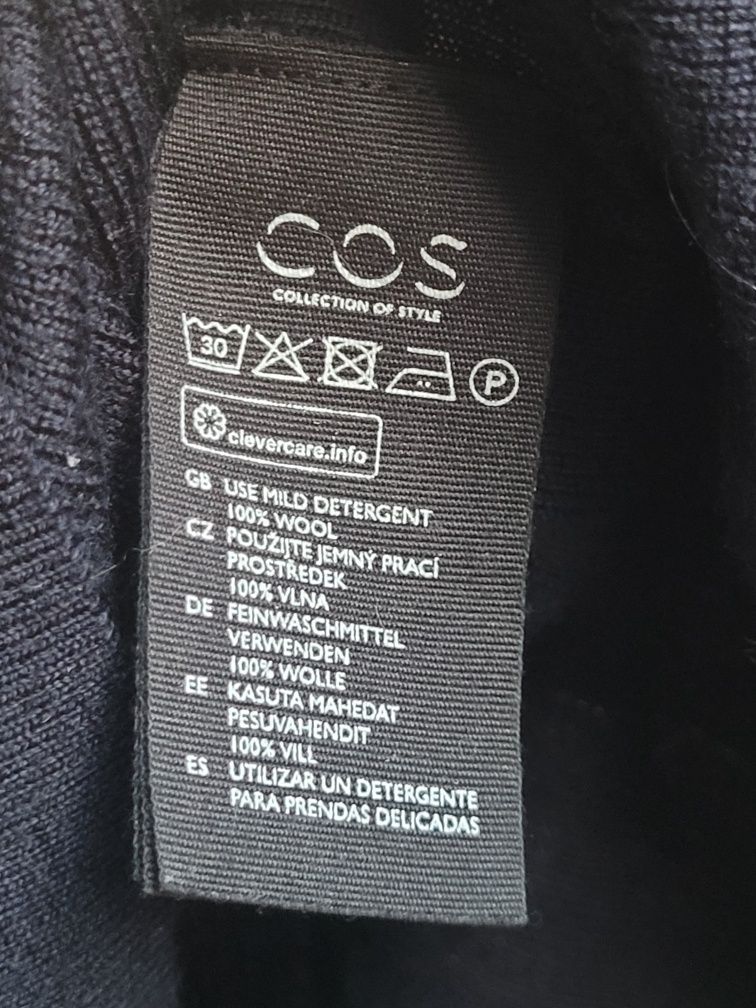 COS
COLLECTION OF STYLE
30 P
clevercare.info
GB USE MILD DETERGENT
100% WOOL
CZ POUŽIJTE JEMNÝ PRACÍ
PROSTŘEDEK
100% VLNA
DE FEINWASCHMITTEL
VERWENDEN
100% WOLLE
EE KASUTA MAHEDAT
PESUVAHENDIT
100% VILL
ES UTILIZAR UN DETERGENTE
PARA PRENDAS DELICADAS